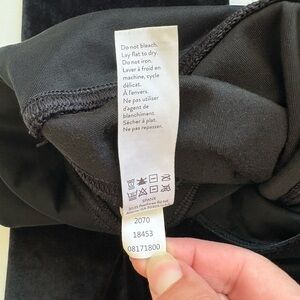 Do not bleach.
Lay flat to dry.
Do not iron.
Laver à froid en
machine, cycle
délicat.
À l'envers.
Ne pas utiliser
d'agent de
blanchiment.
Sécher à plat.
Ne pas repasser.
SPANX
2070
18453
08171800